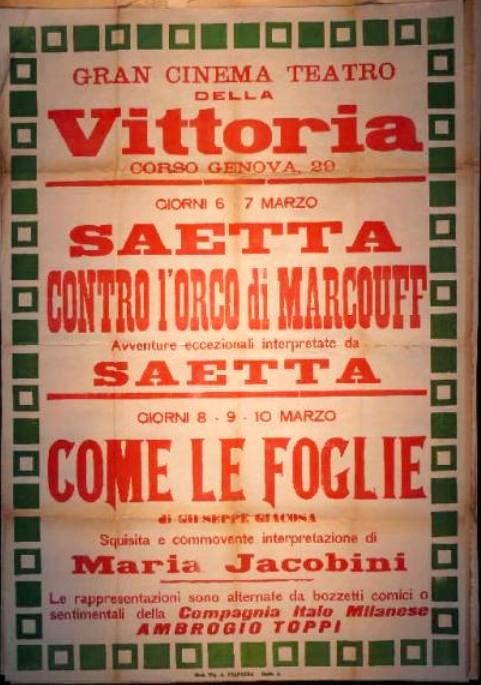 GRAN CINEMA TEATRO
DELLA
Vittoria
CORSO GENOVA, 29
GIORNI 6 7 MARZO
SAETTA
CONTRO l'ORCO di MARCOUFF
Avventure eccezionali interpretate da
SAETTA
GIORNI 8 - 9 - 10 MARZO
COME LE FOGLIE
di GIUSEPPE GIACOSA
Squisita e commovente interpretazione di
Maria Jacobini
Le rappresentazioni sono alternate da bozzetti comici o
sentimentali della Compagnia Italo Milanese
AMBROGIO TOPPI